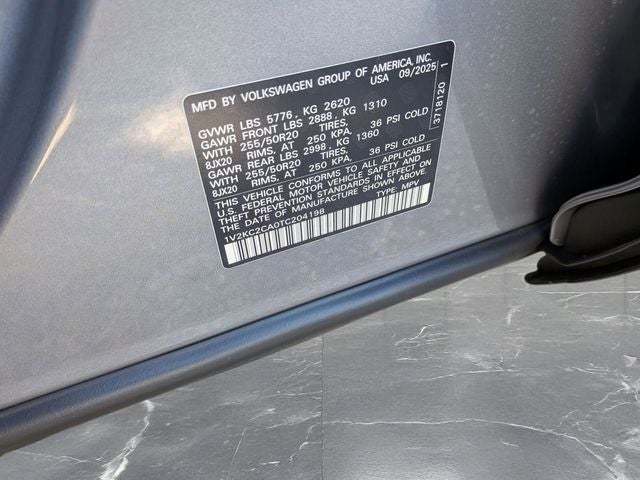 MFD BY VOLKSWAGEN GROUP OF AMERICA, INC.
USA 09/2025
GVWR LBS 5776, KG 2620
GAWR FRONT LBS 2888, KG 1310
WITH 255/50R20 TIRES, 36 PSI COLD
8JX20 RIMS, AT 250 KPA,
GAWR REAR LBS 2998, KG 1360
WITH 255/50R20 TIRES, 36 PSI COLD
8JX20 RIMS, AT 250 KPA,
THIS VEHICLE CONFORMS TO ALL APPLICABLE
U.S. FEDERAL MOTOR VEHICLE SAFETY AND
THEFT PREVENTION STANDARDS IN EFFECT ON
THE DATE OF MANUFACTURE SHOWN ABOVE.
1V2KC2CA0TC204198 TYPE: MPV
3718120 1